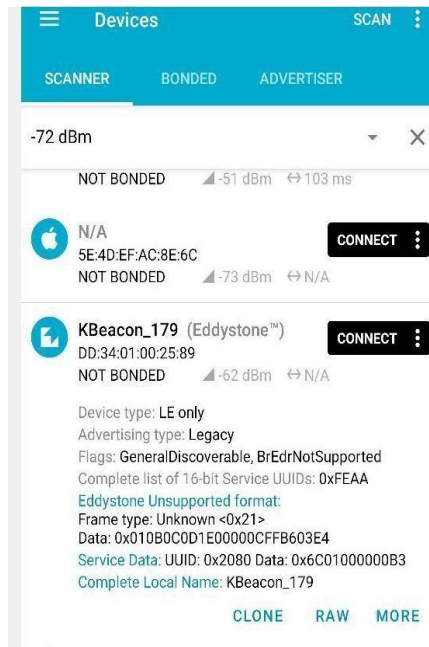 Devices
SCAN
SCANNER
BONDED
ADVERTISER
-72 dBm
NOT BONDED -51 dBm 103 ms
N/A
5E:4D:EF:AC:8E:6C
CONNECT
NOT BONDED -73 dBm N/A
KBeacon_179 (Eddystone™)
DD:34:01:00:25:89
CONNECT
NOT BONDED -62 dBm N/A
Device type: LE only
Advertising type: Legacy
Flags: GeneralDiscoverable, BrEdrNotSupported
Complete list of 16-bit Service UUIDs: 0xFEAA
Eddystone Unsupported format:
Frame type: Unknown <0x21>
Data: 0x010B0C0D1E00000CFFB603E4
Service Data: UUID: 0x2080 Data: 0x6C01000000B3
Complete Local Name: KBeacon_179
CLONE RAW MORE